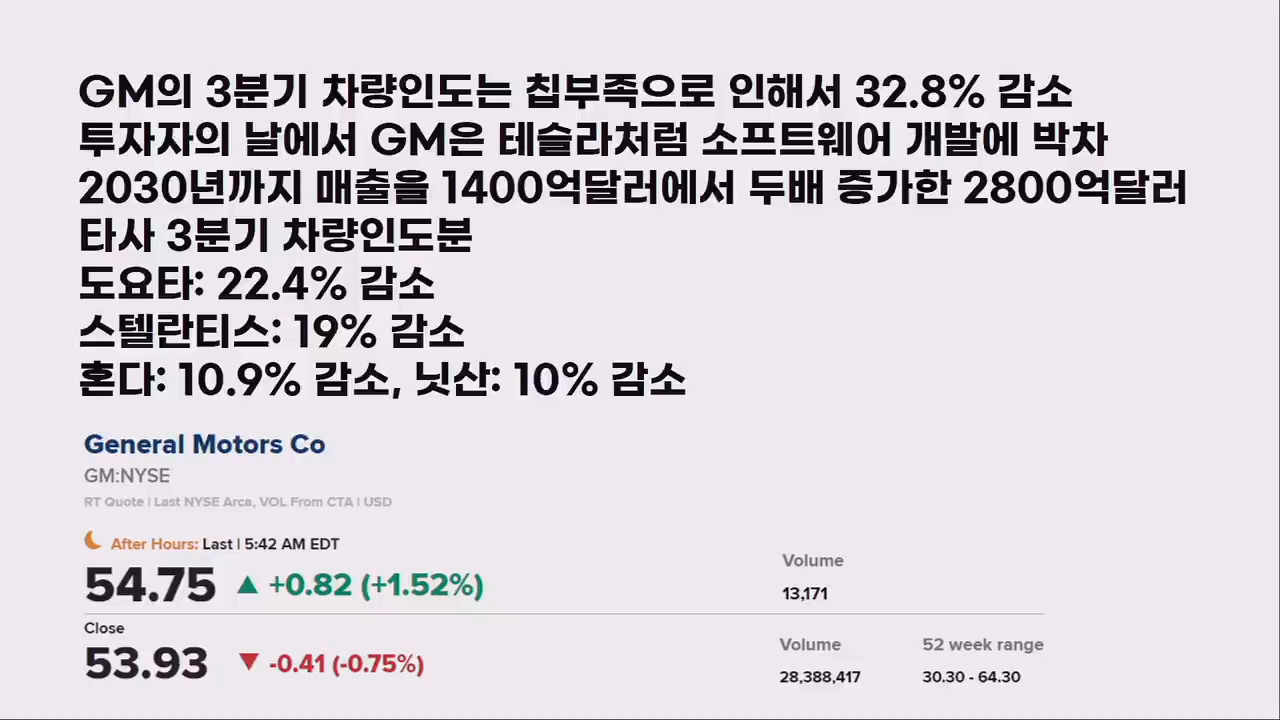 GM의 3분기 차량인도는 칩부족으로 인해서 32.8% 감소
투자자의 날에서 GM은 테슬라처럼 소프트웨어 개발에 박차
2030년까지 매출을 1400억달러에서 두배 증가한 2800억달러
타사 3분기 차량인도분
도요타: 22.4% 감소
스텔란티스: 19% 감소
혼다: 10.9% 감소, 닛산: 10% 감소
General Motors Co
GM:NYSE
RT Quote | Last NYSE Arca, VOL From CTA | USD
After Hours: Last | 5:42 AM EDT
54.75 ▲ +0.82 (+1.52%)
Volume
13,171
Close
53.93 ▼ -0.41 (-0.75%)
Volume 52 week range
28,388,417 30.30 - 64.30